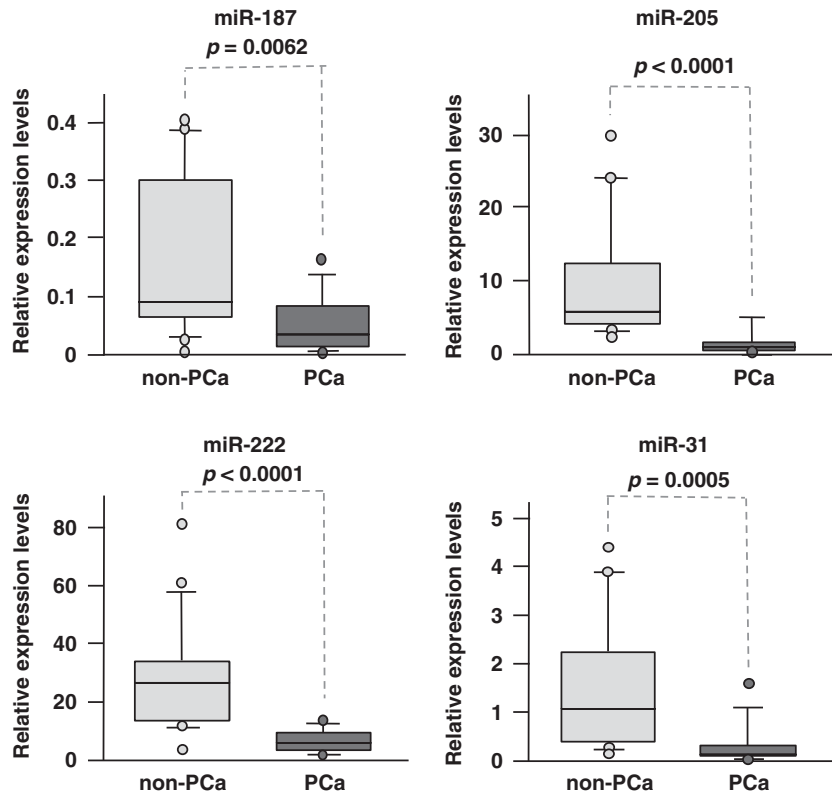 miR-187
p = 0.0062
Relative expression levels
0.4
0.3
0.2
0.1
0
non-PCa PCa
miR-205
p < 0.0001
Relative expression levels
30
20
10
0
non-PCa PCa
miR-222
p < 0.0001
Relative expression levels
80
60
40
20
0
non-PCa PCa
miR-31
p = 0.0005
Relative expression levels
5
4
3
2
1
0
non-PCa PCa